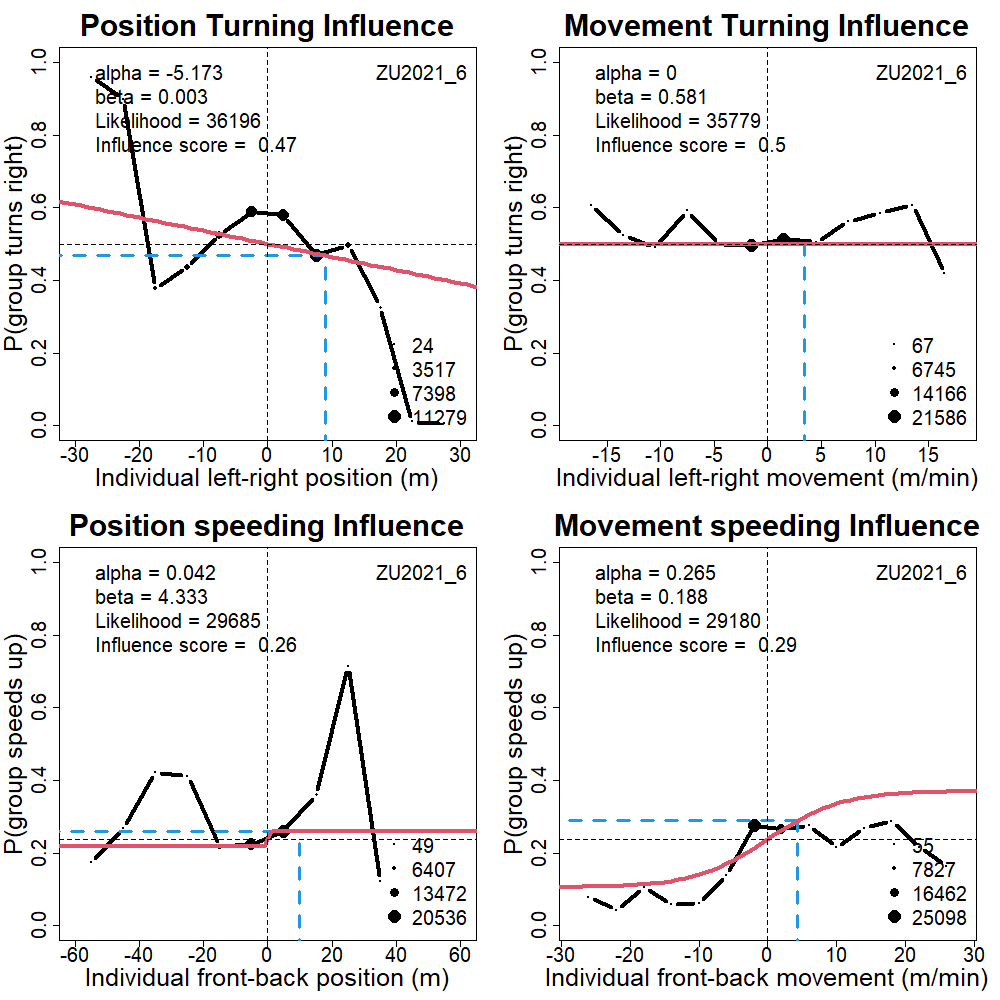 Position Turning Influence
P(group turns right)
1.0
0.8
0.6
0.4
0.2
0.0
alpha = -5.173
beta = 0.003
Likelihood = 36196
Influence score = 0.47
ZU2021_6
24
3517
7398
11279
-30 -20 -10 0 10 20 30
Individual left-right position (m)
Movement Turning Influence
P(group turns right)
1.0
0.8
0.6
0.4
0.2
0.0
alpha = 0
beta = 0.581
Likelihood = 35779
Influence score = 0.5
ZU2021_6
67
6745
14166
21586
-15 -10 -5 0 5 10 15
Individual left-right movement (m/min)
Position speeding Influence
P(group speeds up)
1.0
0.8
0.6
0.4
0.2
0.0
alpha = 0.042
beta = 4.333
Likelihood = 29685
Influence score = 0.26
ZU2021_6
49
6407
13472
20536
-60 -40 -20 0 20 40 60
Individual front-back position (m)
Movement speeding Influence
P(group speeds up)
1.0
0.8
0.6
0.4
0.2
0.0
alpha = 0.265
beta = 0.188
Likelihood = 29180
Influence score = 0.29
ZU2021_6
55
7827
16462
25098
-30 -20 -10 0 10 20 30
Individual front-back movement (m/min)